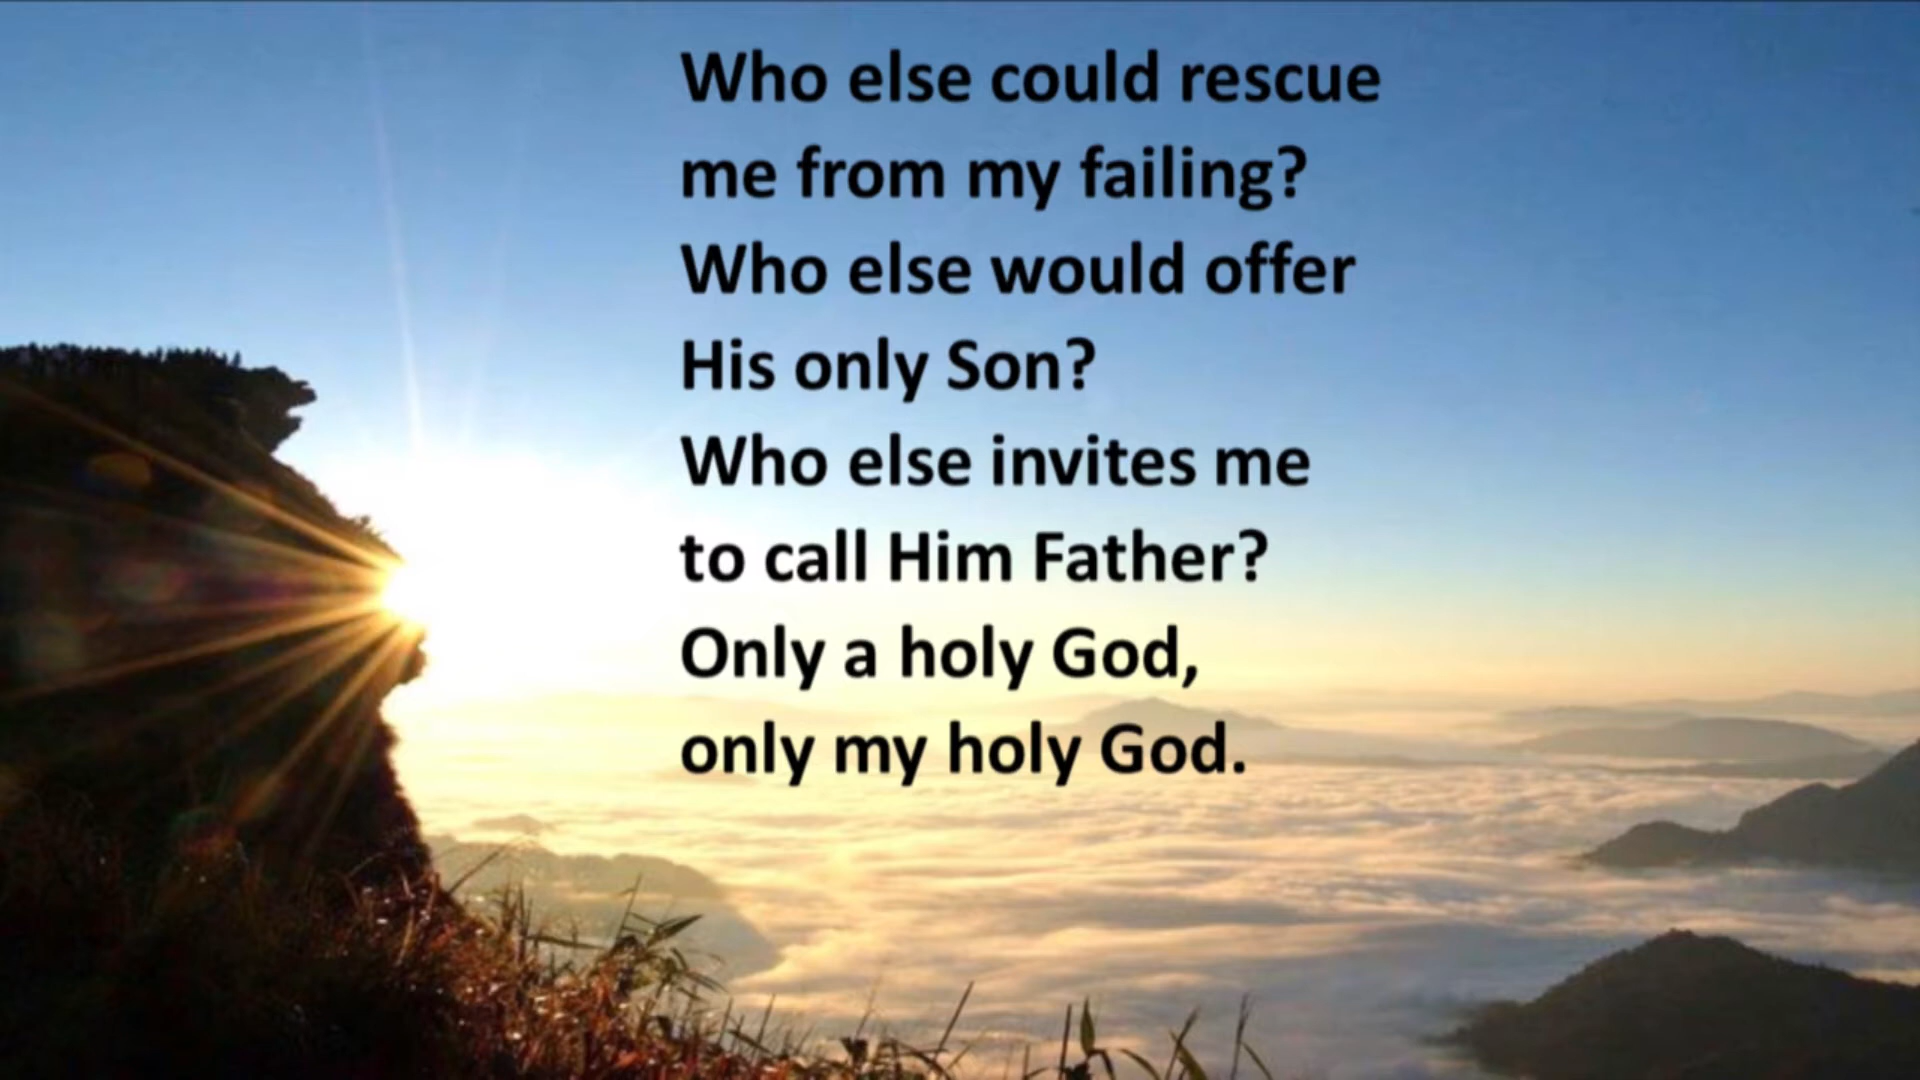 Who else could rescue
me from my failing?
Who else would offer
His only Son?
Who else invites me
to call Him Father?
Only a holy God,
only my holy God.